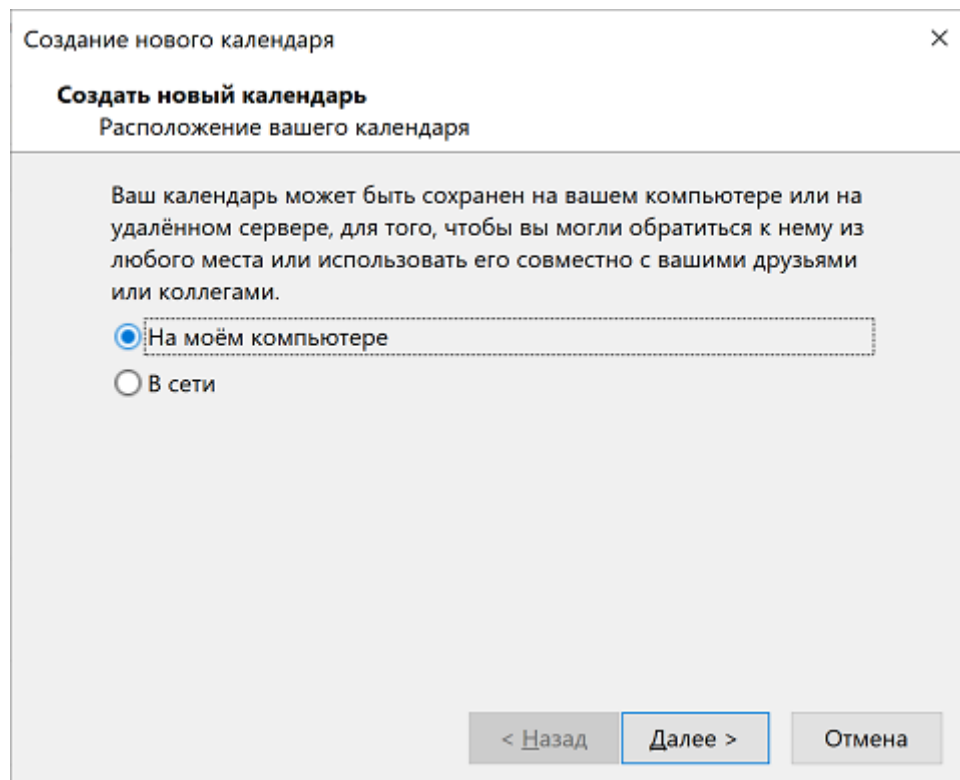 Создание нового календаря
Создать новый календарь
Расположение вашего календаря
Ваш календарь может быть сохранен на вашем компьютере или на
удалённом сервере, для того, чтобы вы могли обратиться к нему из
любого места или использовать его совместно с вашими друзьями
или коллегами.
На моём компьютере
В сети
< Назад Далее > Отмена